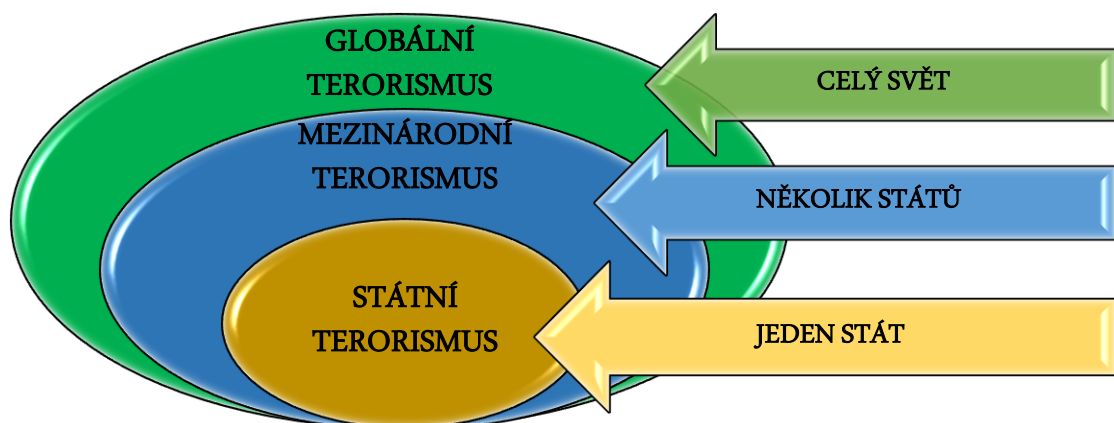 GLOBÁLNÍ
TERORISMUS
CELÝ SVĚT
MEZINÁRODNÍ
TERORISMUS
NĚKOLIK STÁTŮ
STÁTNÍ
TERORISMUS
JEDEN STÁT